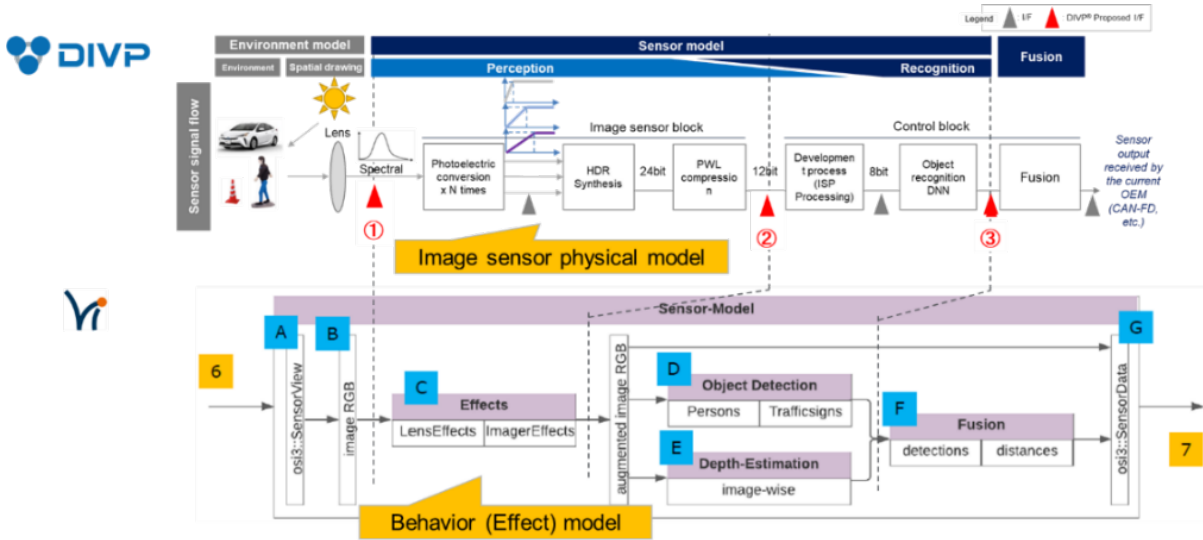 Legend
: I/F
DIVP® Proposed I/F
DIVP
Environment model
Sensor model
Fusion
Environment
Spatial drawing
Perception
Recognition
Sensor signal flow
Lens
Spectral
Image sensor block
Control block
Photoelectric
conversion
x N times
HDR
Synthesis
24bit
PWL
compressio
n
12bit
Developmen
t process
(ISP
Processing)
8bit
Object
recognition
DNN
Fusion
Sensor
output
received by
the current
OEM
(CAN-FD,
etc.)
①
②
③
Image sensor physical model
Sensor-Model
A
B
G
6
osi3::SensorView
image RGB
C
Effects
LensEffects
ImagerEffects
augmented image RGB
D
Object Detection
Persons
Trafficsigns
E
Depth-Estimation
image-wise
F
Fusion
detections
distances
osi3::SensorData
7
Behavior (Effect) model